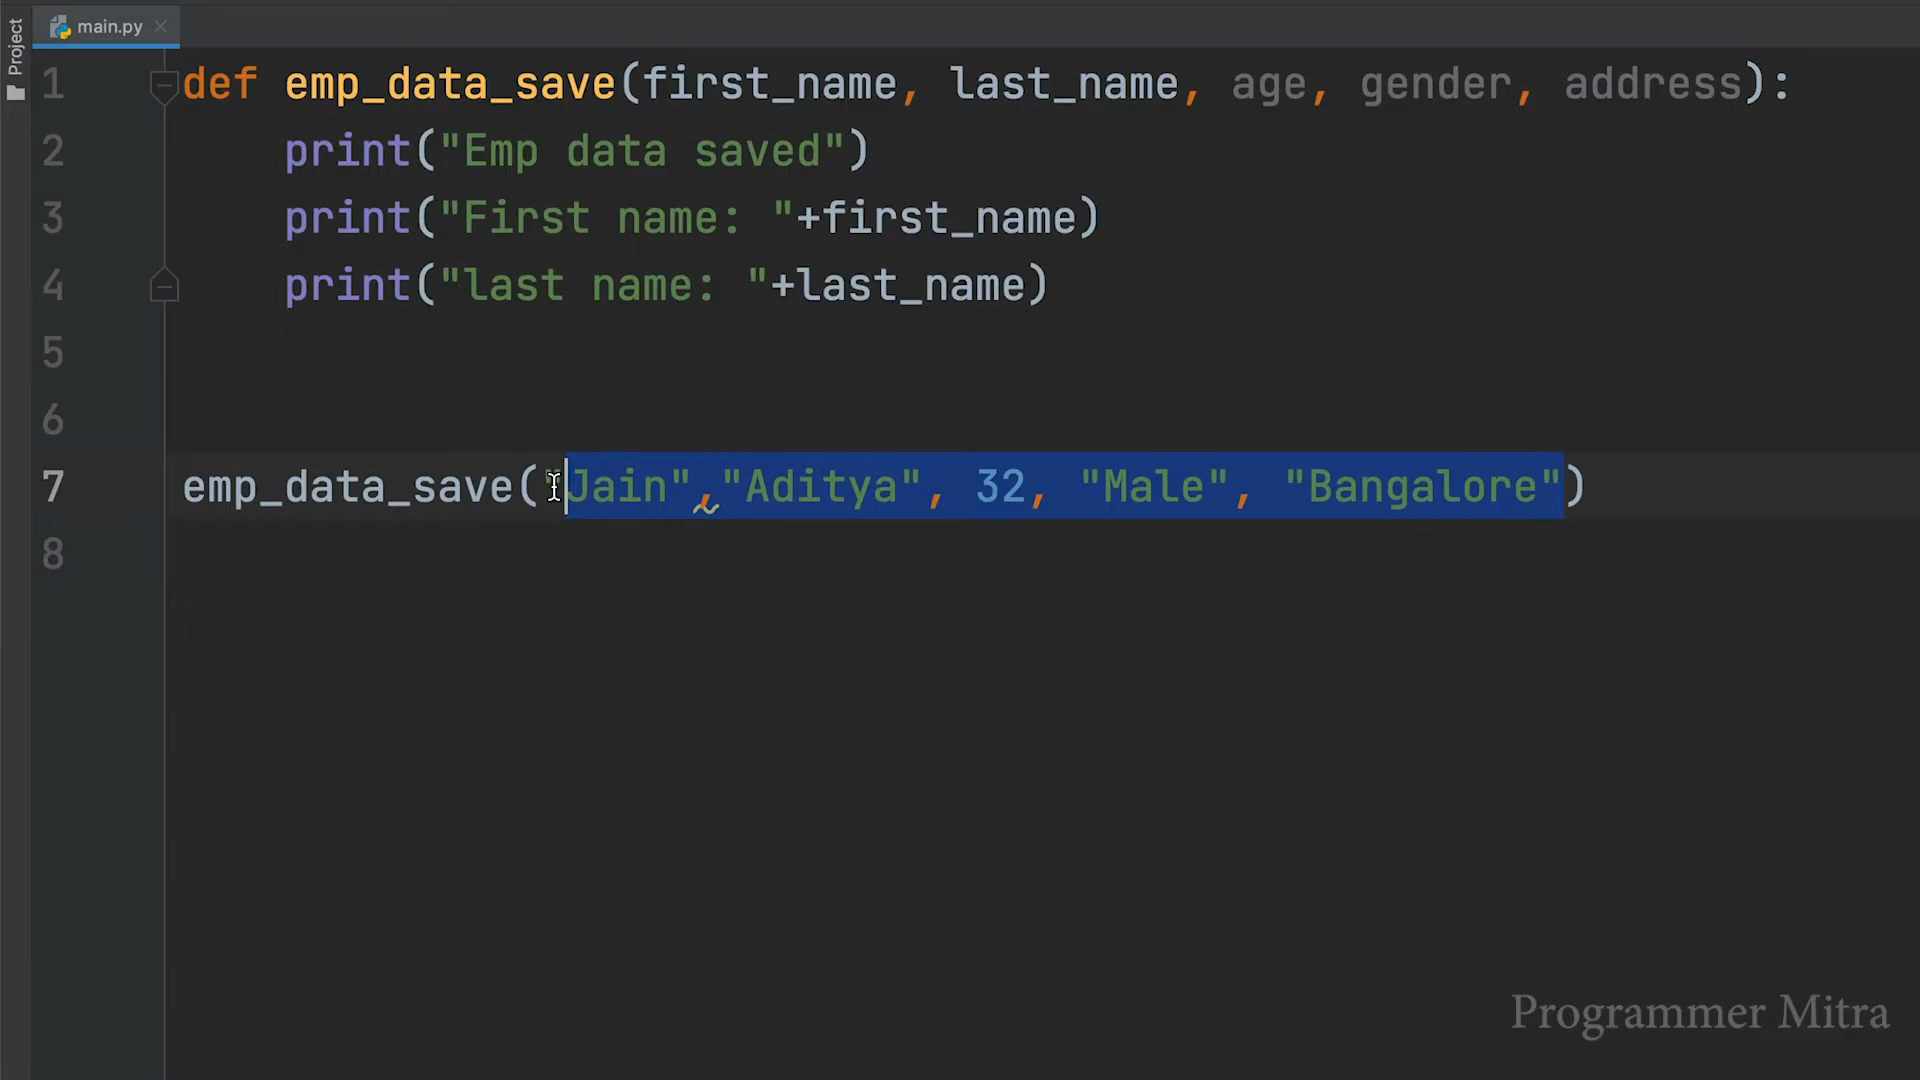 Project
main.py
1 def emp_data_save(first_name, last_name, age, gender, address):
2 print("Emp data saved")
3 print("First name: "+first_name)
4 print("last name: "+last_name)
5
6
7 emp_data_save("Jain","Aditya", 32, "Male", "Bangalore")
8
Programmer Mitra